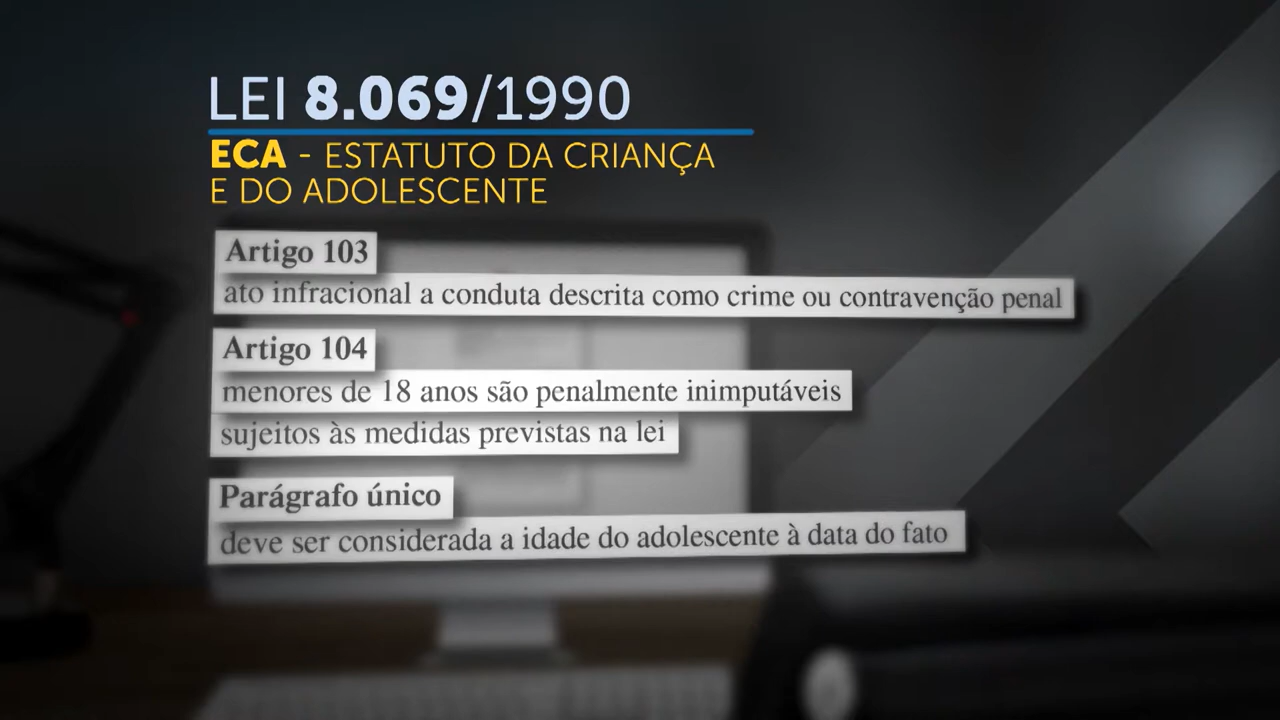 LEI 8.069/1990
ECA - ESTATUTO DA CRIANÇA
E DO ADOLESCENTE
Artigo 103
ato infracional a conduta descrita como crime ou contravenção penal
Artigo 104
menores de 18 anos são penalmente inimputáveis
sujeitos às medidas previstas na lei
Parágrafo único
deve ser considerada a idade do adolescente à data do fato